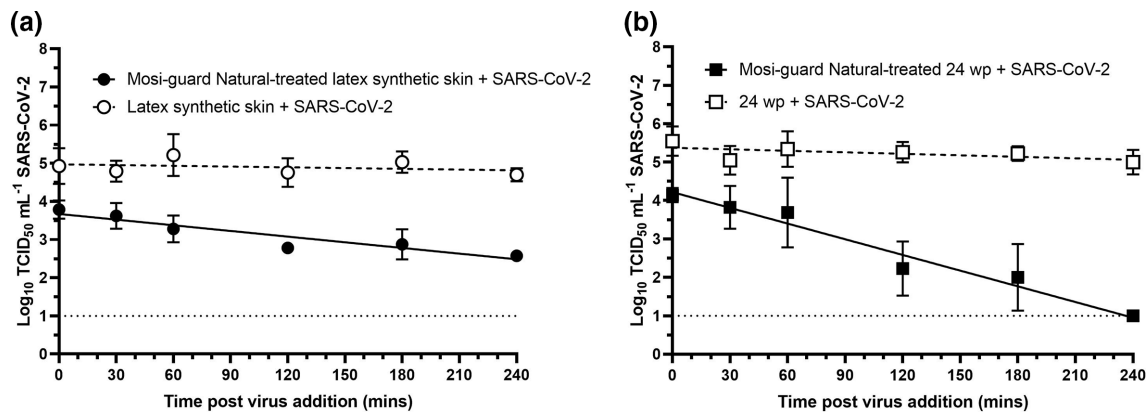 (a)
8
7
6
5
4
3
2
1
0
Log₁₀ TCID₅₀ mL⁻¹ SARS-CoV-2
Mosi-guard Natural-treated latex synthetic skin + SARS-CoV-2
Latex synthetic skin + SARS-CoV-2
0 30 60 90 120 150 180 210 240
Time post virus addition (mins)
(b)
8
7
6
5
4
3
2
1
0
Log₁₀ TCID₅₀ mL⁻¹ SARS-CoV-2
Mosi-guard Natural-treated 24 wp + SARS-CoV-2
24 wp + SARS-CoV-2
0 30 60 90 120 150 180 210 240
Time post virus addition (mins)